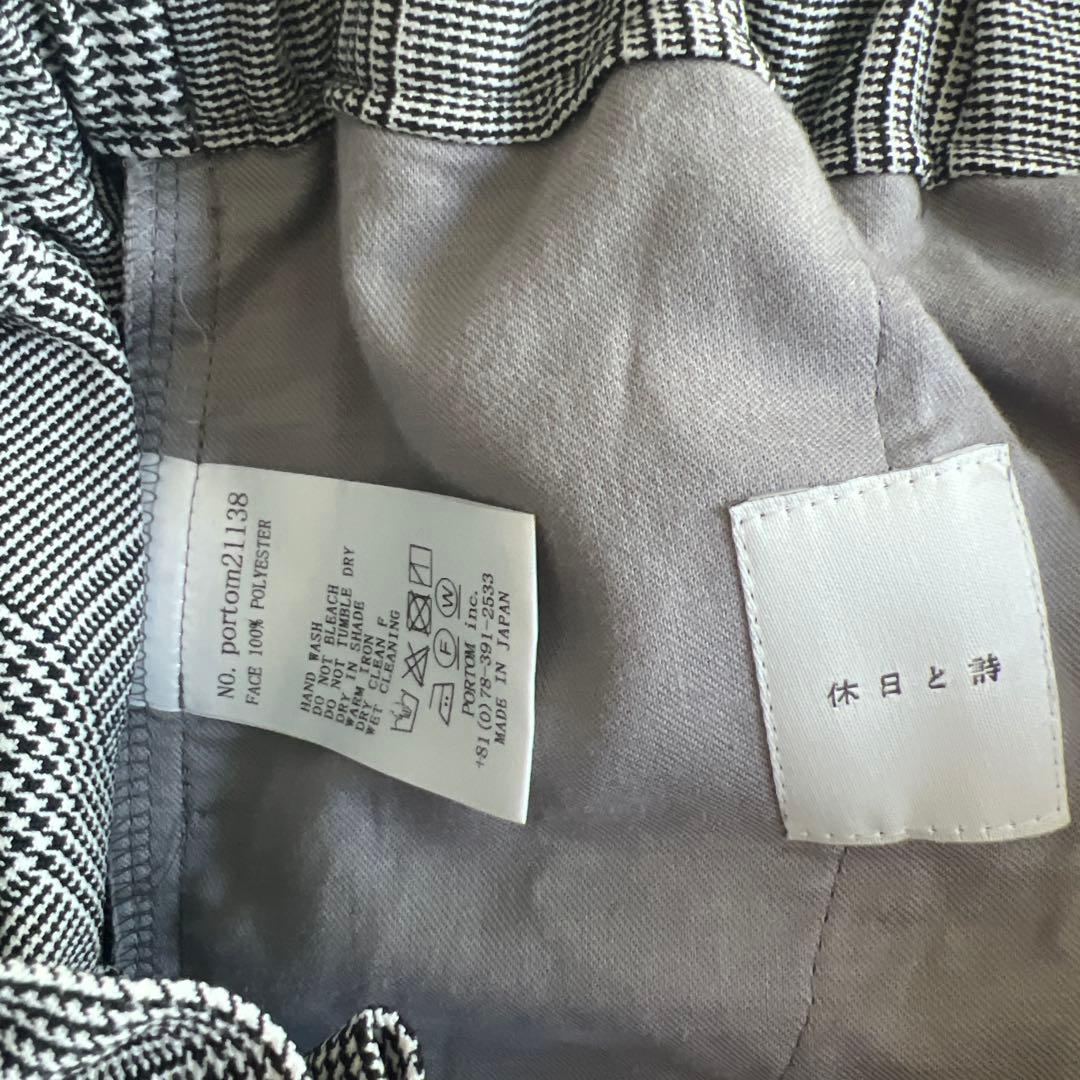 NO. portom21138
FACE 100% POLYESTER
HAND WASH
DO NOT BLEACH
DO NOT TUMBLE DRY
DRY IN SHADE
WARM IRON
DRY CLEAN F
WET CLEANING
F W
PORTOM inc.
+81(0)78-391-2533
MADE IN JAPAN
休日と詩